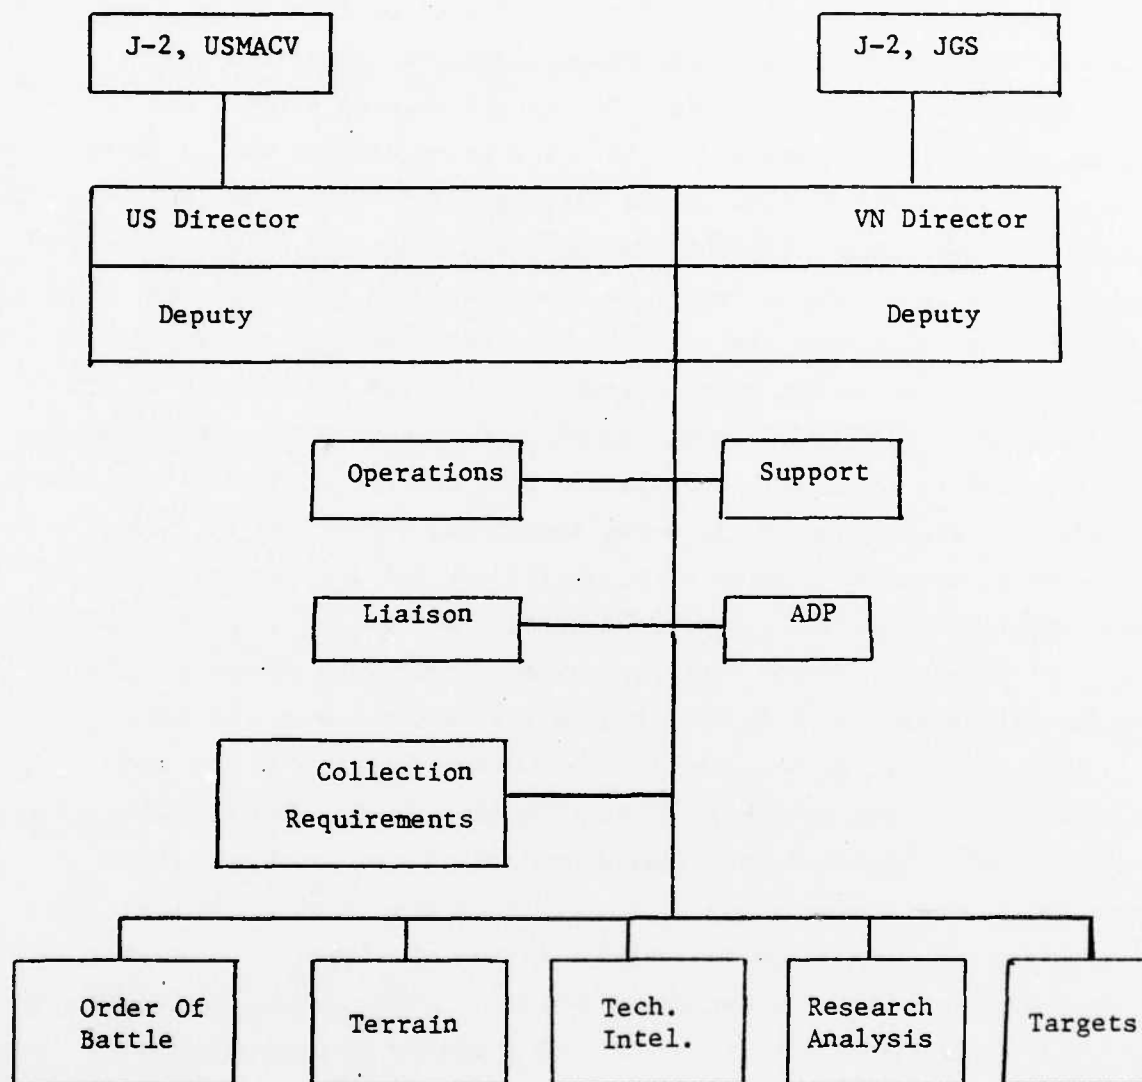 J-2, USMACV
J-2, JGS
US Director
VN Director
Deputy
Deputy
Operations
Support
Liaison
ADP
Collection
Requirements
Order Of
Battle
Terrain
Tech.
Intel.
Research
Analysis
Targets